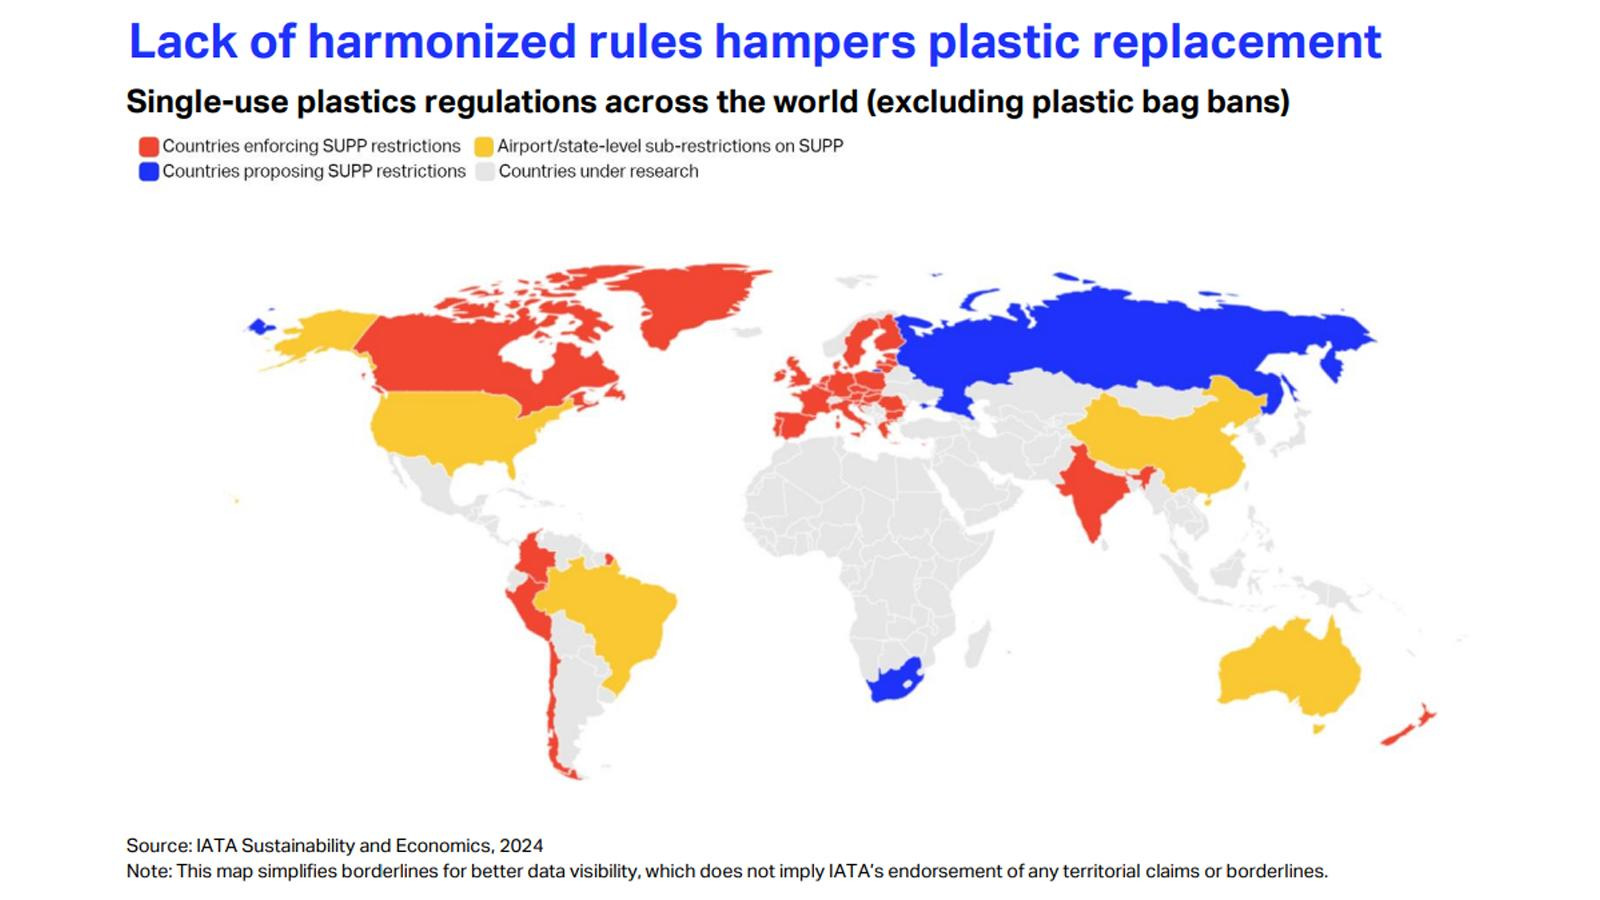 Lack of harmonized rules hampers plastic replacement
Single-use plastics regulations across the world (excluding plastic bag bans)
Countries enforcing SUPP restrictions
Airport/state-level sub-restrictions on SUPP
Countries proposing SUPP restrictions
Countries under research
Source: IATA Sustainability and Economics, 2024
Note: This map simplifies borderlines for better data visibility, which does not imply IATA’s endorsement of any territorial claims or borderlines.